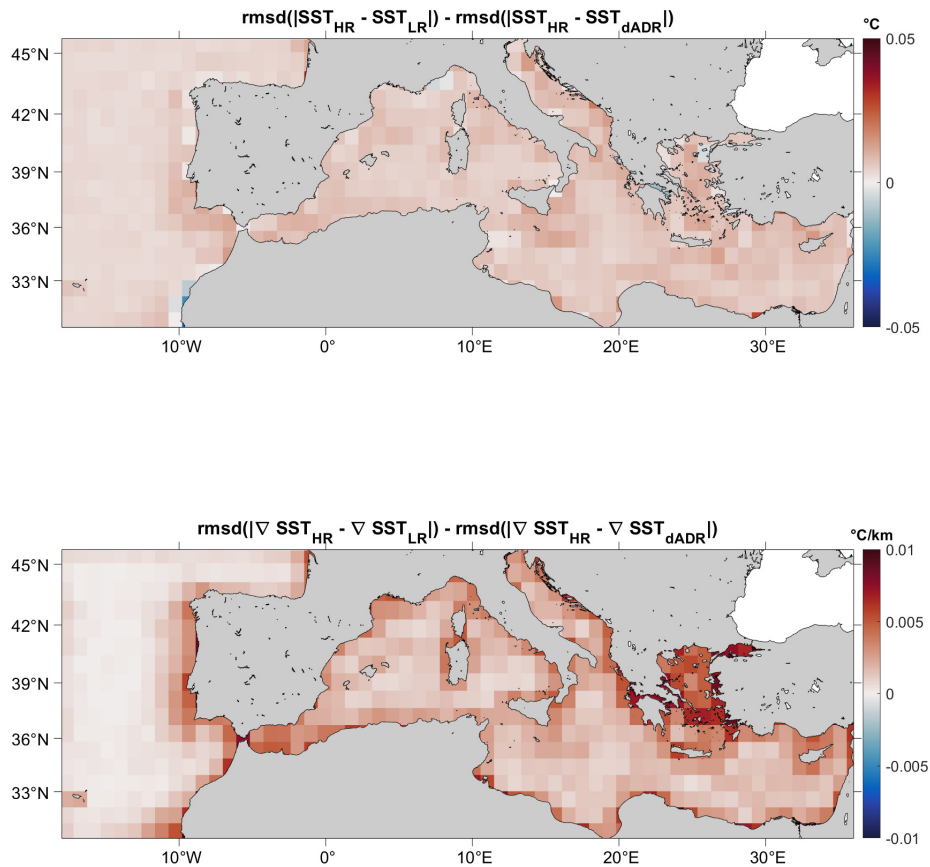 rmsd(|SST_HR - SST_LR|) - rmsd(|SST_HR - SST_dADR|)
°C
45°N
42°N
39°N
36°N
33°N
10°W 0° 10°E 20°E 30°E
0.05
0
-0.05
rmsd(|∇ SST_HR - ∇ SST_LR|) - rmsd(|∇ SST_HR - ∇ SST_dADR|)
°C/km
45°N
42°N
39°N
36°N
33°N
10°W 0° 10°E 20°E 30°E
0.01
0.005
0
-0.005
-0.01